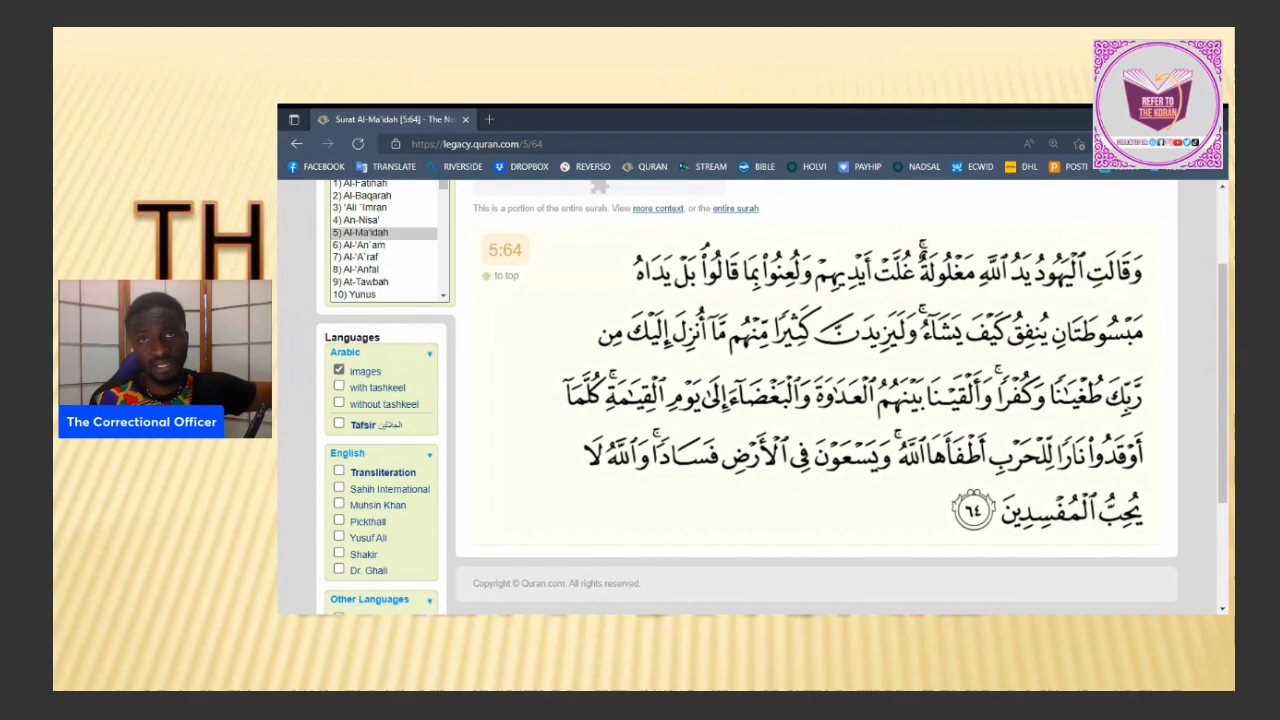 REFER TO
THE KORAN
TH
Surat Al-Ma'idah [5:64] - The No
https://legacy.quran.com/5/64
FACEBOOK TRANSLATE RIVERSIDE DROPBOX REVERSO QURAN STREAM BIBLE HOLVI PAYHIP NADSAL ECWID DHL POSTI
1) Al-Fatihah
2) Al-Baqarah
3) 'Ali `Imran
4) An-Nisa'
5) Al-Ma'idah
6) Al-'An`am
7) Al-'A`raf
8) Al-'Anfal
9) At-Tawbah
10) Yunus
This is a portion of the entire surah. View more context, or the entire surah
5:64
to top
وَقَالَتِ ٱلْيَهُودُ يَدُ ٱللَّهِ مَغْلُولَةٌ ۚ غُلَّتْ أَيْدِيهِمْ وَلُعِنُوا۟ بِمَا قَالُوا۟ ۘ بَلْ يَدَاهُ
مَبْسُوطَتَانِ يُنفِقُ كَيْفَ يَشَآءُ ۚ وَلَيَزِيدَنَّ كَثِيرًا مِّنْهُم مَّآ أُنزِلَ إِلَيْكَ مِن
رَّبِّكَ طُغْيَـٰنًا وَكُفْرًا ۚ وَأَلْقَيْنَا بَيْنَهُمُ ٱلْعَدَٰوَةَ وَٱلْبَغْضَآءَ إِلَىٰ يَوْمِ ٱلْقِيَـٰمَةِ ۚ كُلَّمَآ
أَوْقَدُوا۟ نَارًا لِّلْحَرْبِ أَطْفَأَهَا ٱللَّهُ ۚ وَيَسْعَوْنَ فِى ٱلْأَرْضِ فَسَادًا ۚ وَٱللَّهُ لَا
يُحِبُّ ٱلْمُفْسِدِينَ ٦٤
Languages
Arabic
images
with tashkeel
without tashkeel
Tafsir الجلالين
English
Transliteration
Sahih International
Muhsin Khan
Pickthall
Yusuf Ali
Shakir
Dr. Ghali
Other Languages
Copyright © Quran.com. All rights reserved.
The Correctional Officer